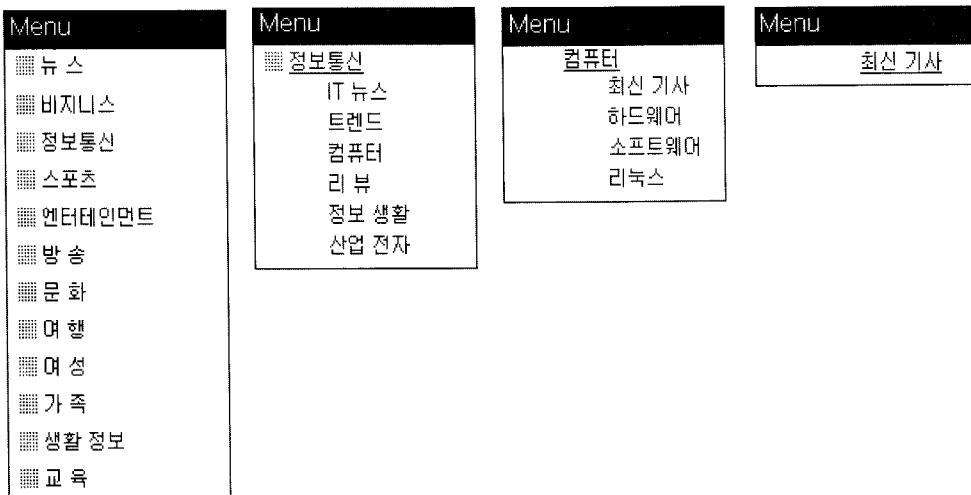 Menu
뉴 스
비지니스
정보통신
스포츠
엔터테인먼트
방 송
문 화
여 행
여 성
가 족
생활 정보
교 육
Menu
정보통신
IT 뉴스
트렌드
컴퓨터
리 뷰
정보 생활
산업 전자
Menu
컴퓨터
최신 기사
하드웨어
소프트웨어
리눅스
Menu
최신 기사